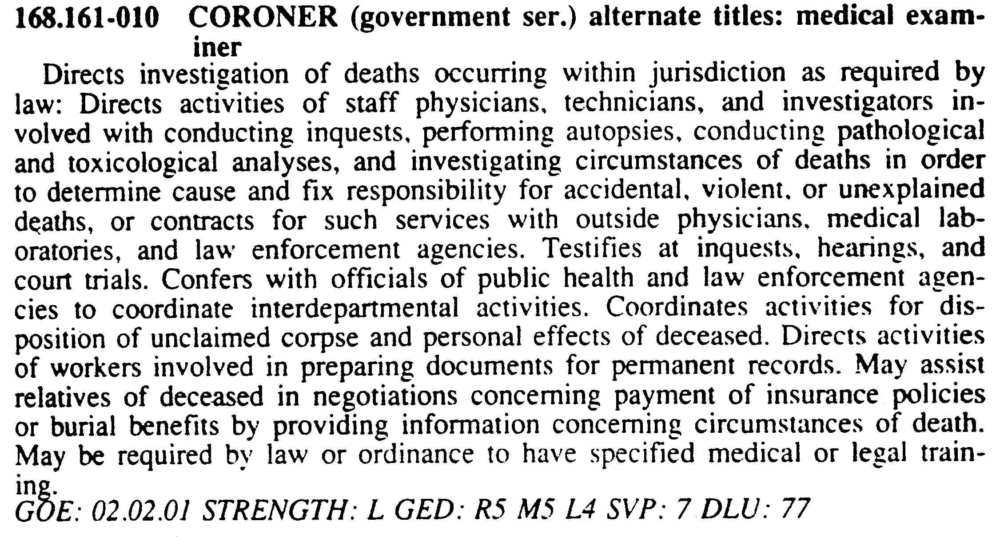 168.161-010 CORONER (government ser.) alternate titles: medical exam-
iner
Directs investigation of deaths occurring within jurisdiction as required by
law: Directs activities of staff physicians, technicians, and investigators in-
volved with conducting inquests, performing autopsies, conducting pathological
and toxicological analyses, and investigating circumstances of deaths in order
to determine cause and fix responsibility for accidental, violent, or unexplained
deaths, or contracts for such services with outside physicians, medical lab-
oratories, and law enforcement agencies. Testifies at inquests, hearings, and
court trials. Confers with officials of public health and law enforcement agen-
cies to coordinate interdepartmental activities. Coordinates activities for dis-
position of unclaimed corpse and personal effects of deceased. Directs activities
of workers involved in preparing documents for permanent records. May assist
relatives of deceased in negotiations concerning payment of insurance policies
or burial benefits by providing information concerning circumstances of death.
May be required by law or ordinance to have specified medical or legal train-
ing.
GOE: 02.02.01 STRENGTH: L GED: R5 M5 L4 SVP: 7 DLU: 77